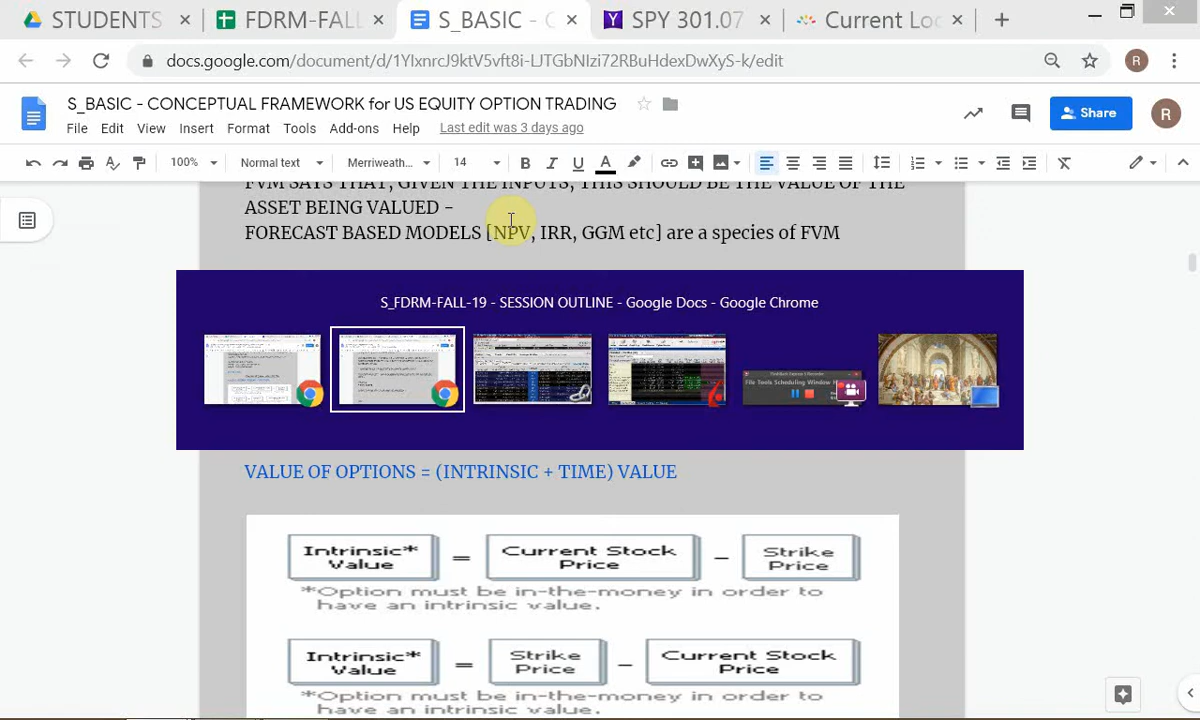 STUDENTS
FDRM-FALL
S_BASIC - C
SPY 301.07
Current Loc
docs.google.com/document/d/1YIxnrcJ9ktV5vft8i-LJTGbNIzi72RBuHdexDwXyS-k/edit
R
S_BASIC - CONCEPTUAL FRAMEWORK for US EQUITY OPTION TRADING
File Edit View Insert Format Tools Add-ons Help Last edit was 3 days ago
Share
R
100% Normal text Merriweath... 14 B I U A
FVM SAYS THAT, GIVEN THE INPUTS, THIS SHOULD BE THE VALUE OF THE
ASSET BEING VALUED -
FORECAST BASED MODELS [NPV, IRR, GGM etc] are a species of FVM
S_FDRM-FALL-19 - SESSION OUTLINE - Google Docs - Google Chrome
File Tools Scheduling Window
VALUE OF OPTIONS = (INTRINSIC + TIME) VALUE
Intrinsic* Value = Current Stock Price - Strike Price
*Option must be in-the-money in order to
have an intrinsic value.
Intrinsic* Value = Strike Price - Current Stock Price
*Option must be in-the-money in order to
have an intrinsic value.